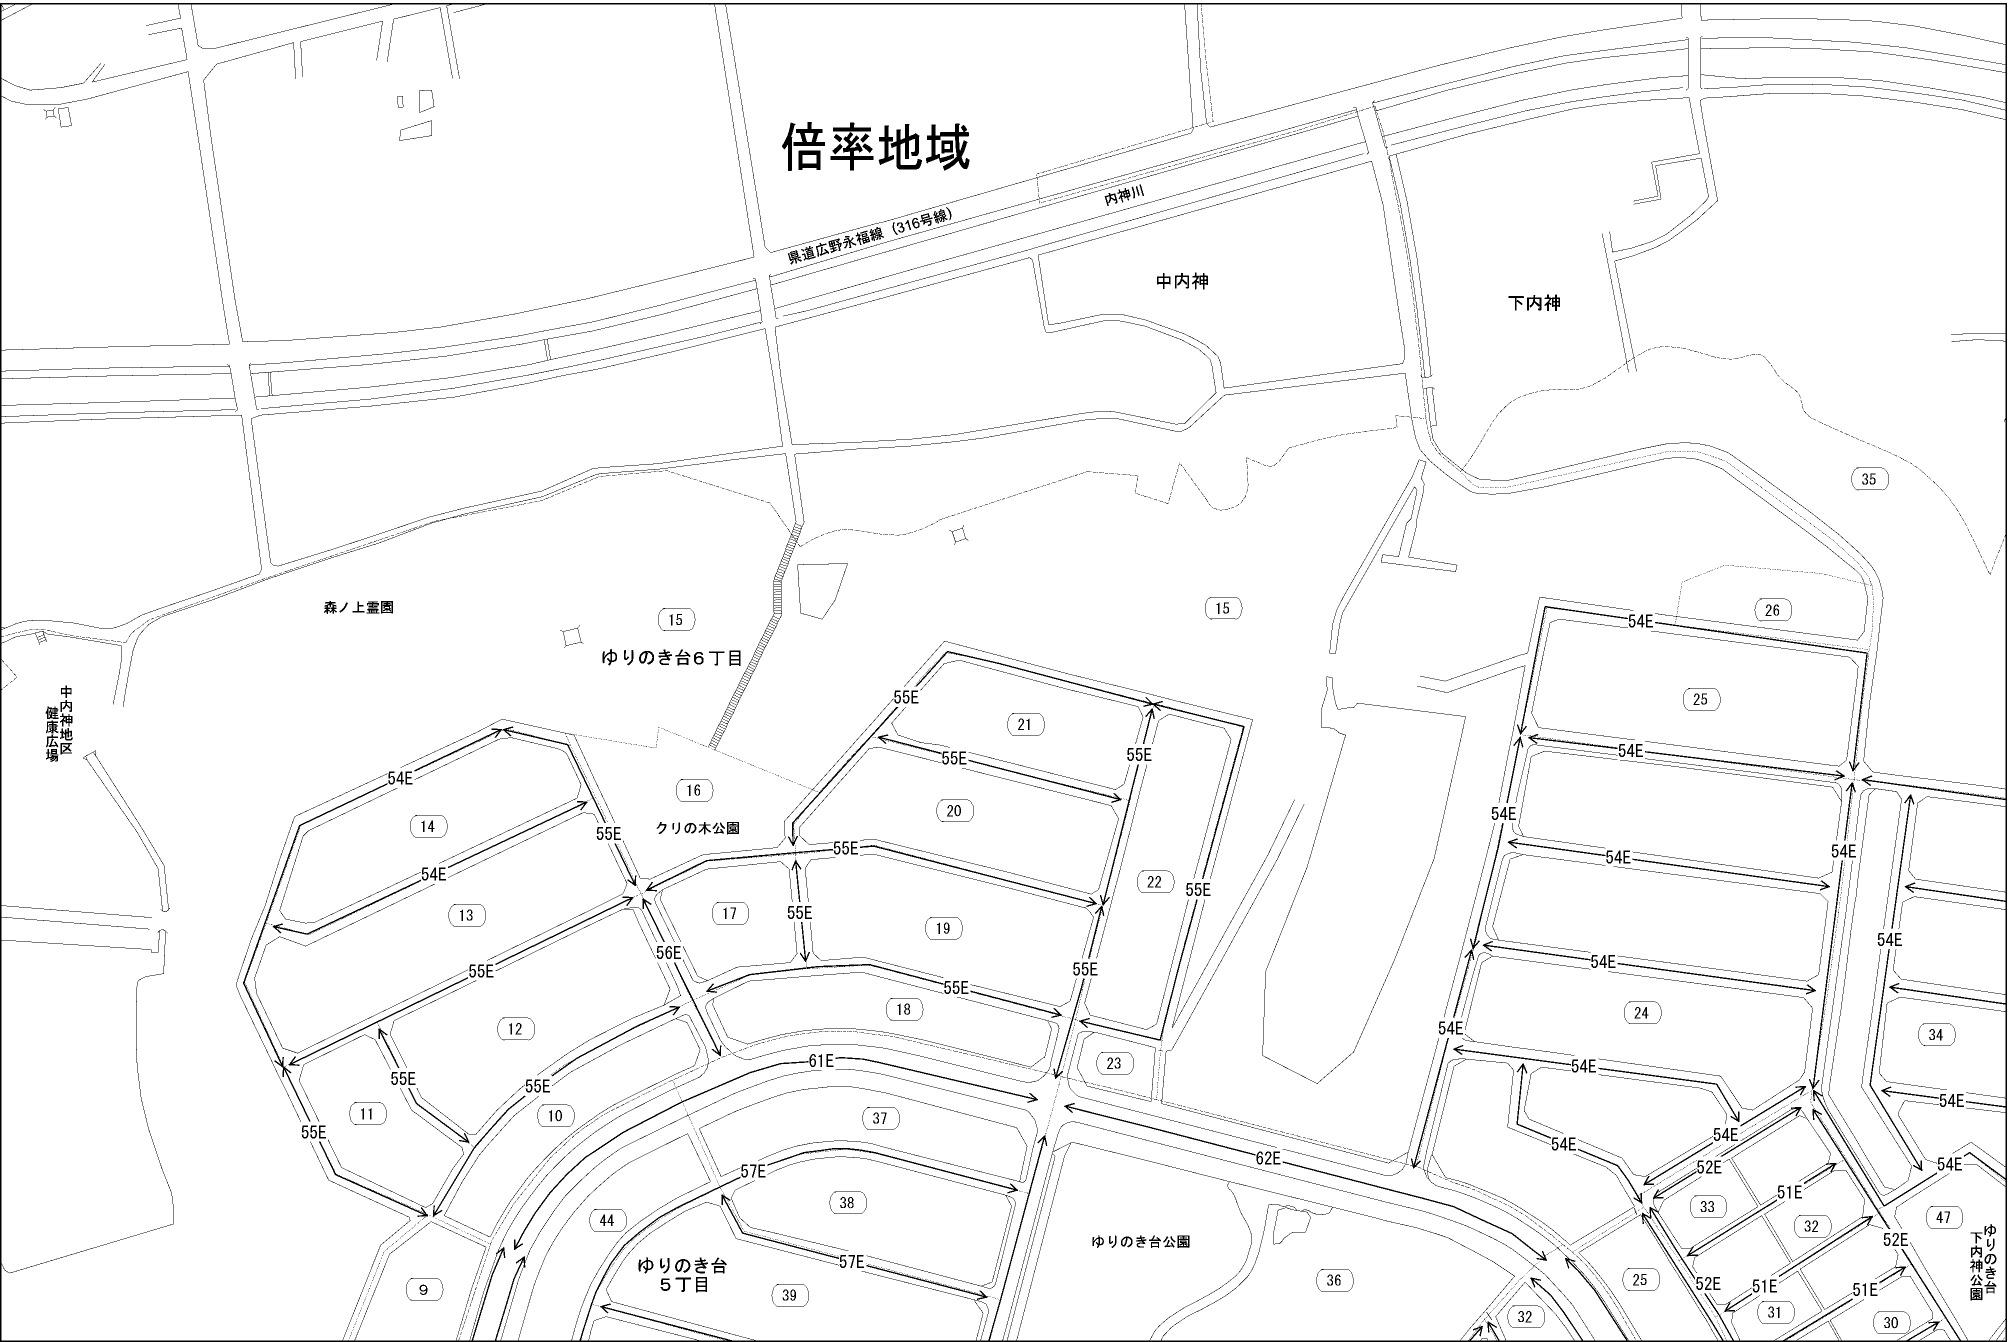 倍率地域
県道広野永福線（316号線）
内神川
中内神
下内神
35
森ノ上霊園
15
15
26
ゆりのき台６丁目
54E
中内神地区
健康広場
55E
21
25
54E
55E
55E
54E
16
54E
20
14
クリの木公園
55E
55E
54E
54E
54E
54E
22
55E
13
17
55E
19
54E
56E
55E
55E
54E
55E
18
12
24
54E
34
61E
23
54E
55E
55E
54E
11
10
37
55E
54E
54E
62E
52E
54E
57E
51E
38
33
44
32
47
52E
ゆりのき台公園
ゆりのき台
下内神公園
57E
ゆりのき台
５丁目
36
25
52E
51E
51E
9
39
31
32
30